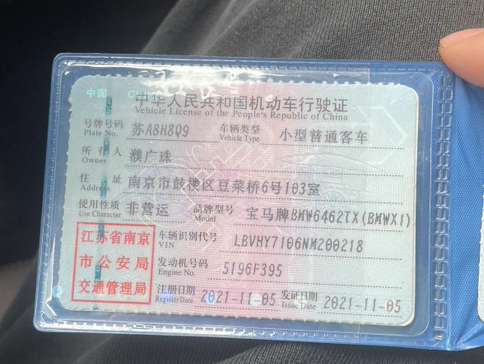 中国 C
中华人民共和国机动车行驶证
Vehicle License of the People's Republic of China
号牌号码 苏A8H8Q9 车辆类型 小型普通客车
Plate No. Vehicle Type
所有人 濮广珠
Owner
住址 南京市鼓楼区豆菜桥6号103室
Address
使用性质 非营运 品牌型号 宝马牌BMW6462TX(BMWX1)
Use Character Model
江苏省南京
市公安局
交通管理局
车辆识别代号 LBVHY7106NM200218
VIN
发动机号码 5196F395
Engine No.
注册日期 2021-11-05 发证日期 2021-11-05
Register Date Issue Date